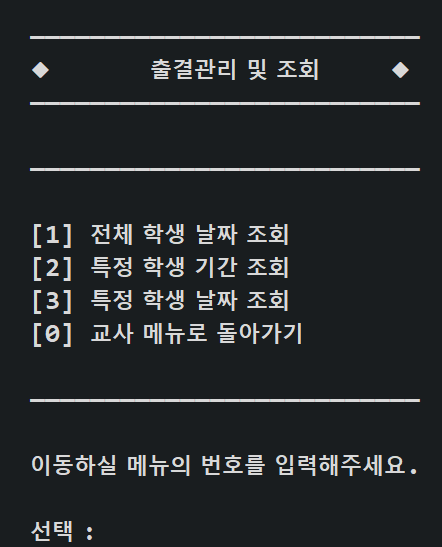 ◆ 출결관리 및 조회 ◆
[1] 전체 학생 날짜 조회
[2] 특정 학생 기간 조회
[3] 특정 학생 날짜 조회
[0] 교사 메뉴로 돌아가기
이동하실 메뉴의 번호를 입력해주세요.
선택 :